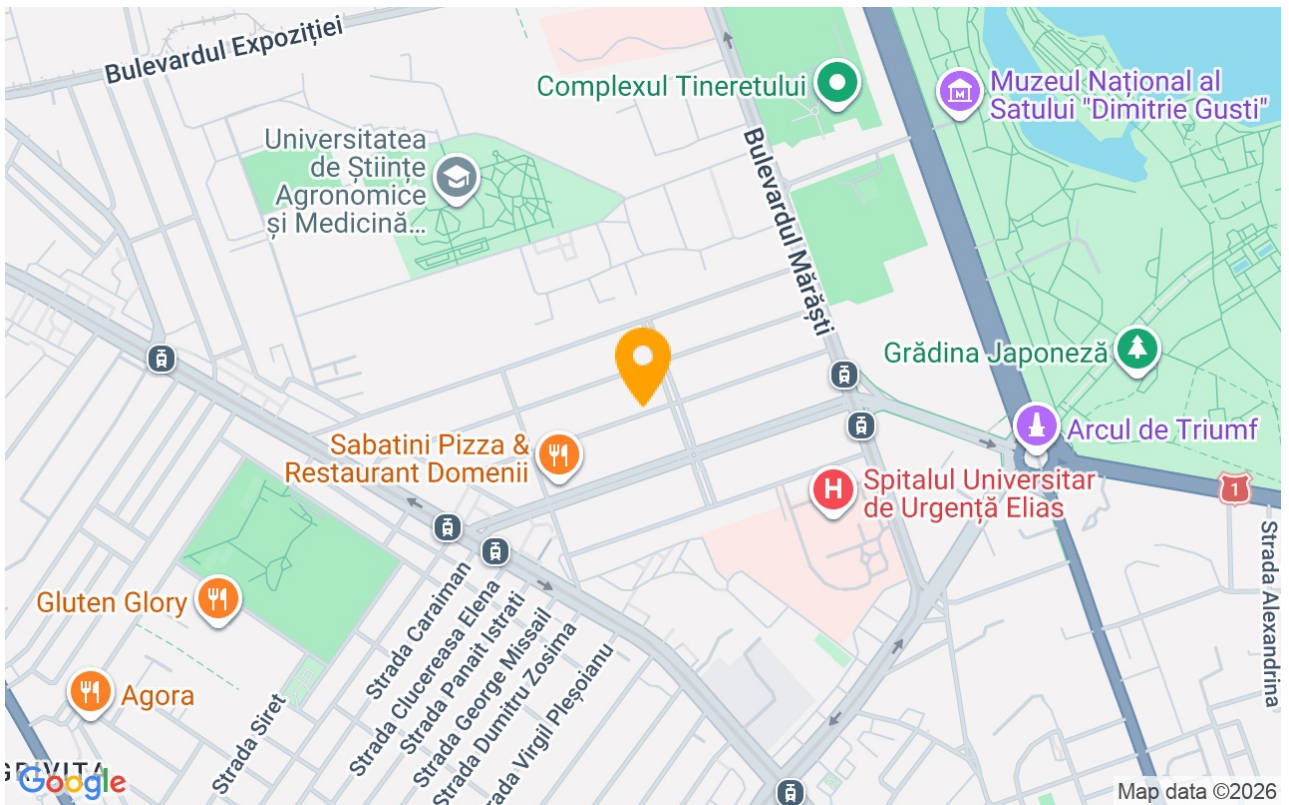 Bulevardul Expoziției
Complexul Tineretului
Muzeul Național al
Satului "Dimitrie Gusti"
Universitatea
de Științe
Agronomice
și Medicină...
Bulevardul Mărăști
Grădina Japoneză
Arcul de Triumf
Sabatini Pizza &
Restaurant Domenii
Spitalul Universitar
de Urgență Elias
1
Strada Alexandrina
Gluten Glory
Agora
Strada Siret
Strada Caraiman
Strada Clucereasa Elena
Strada Panait Istrati
Strada George Missail
Strada Dumitru Zosima
rada Virgil Pleșoianu
GRIVITA
Google
Map data ©2026